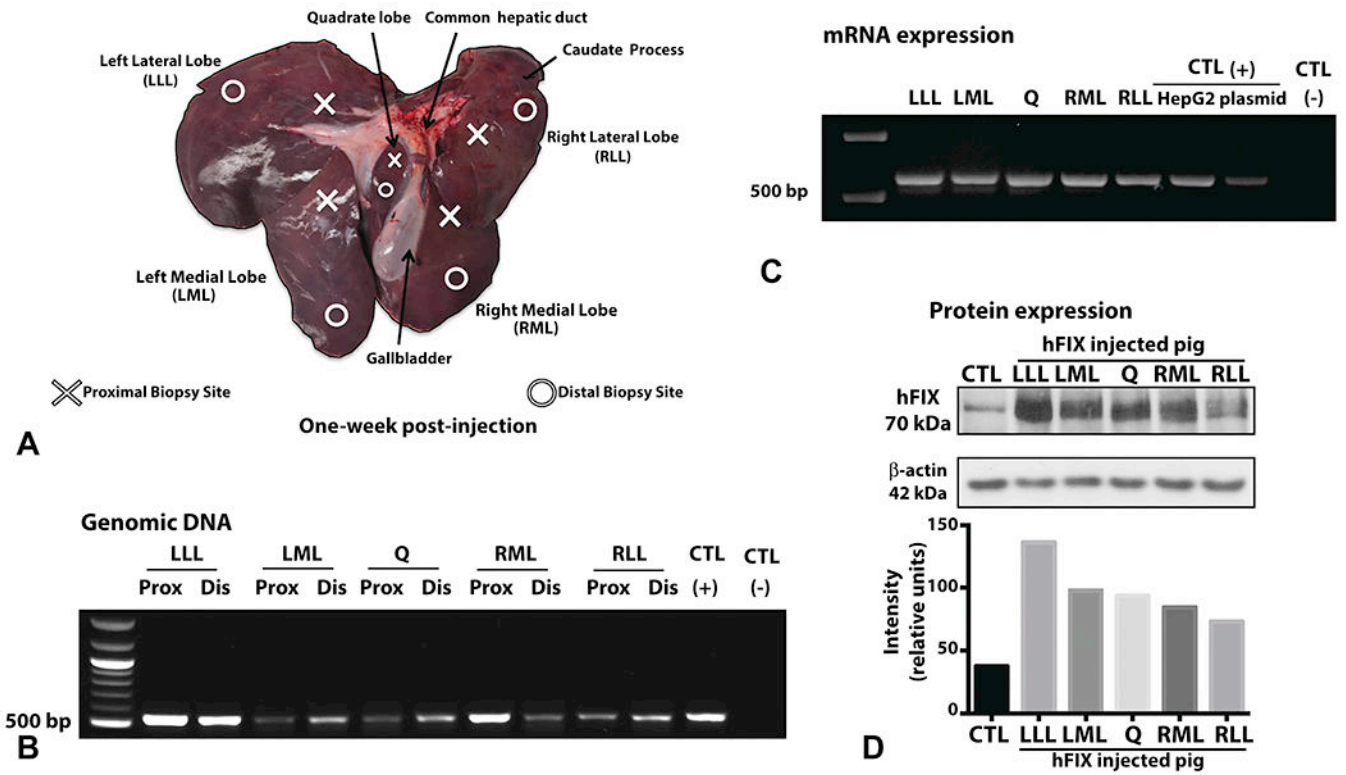 Quadrate lobe Common hepatic duct
Caudate Process
Left Lateral Lobe
(LLL)
Right Lateral Lobe
(RLL)
Left Medial Lobe
(LML)
Right Medial Lobe
(RML)
Gallbladder
Proximal Biopsy Site
Distal Biopsy Site
One-week post-injection
A
Genomic DNA
LLL LML Q RML RLL CTL CTL
Prox Dis Prox Dis Prox Dis Prox Dis Prox Dis (+) (-)
500 bp
B
mRNA expression
CTL (+) CTL
LLL LML Q RML RLL HepG2 plasmid (-)
500 bp
C
Protein expression
hFIX injected pig
CTL LLL LML Q RML RLL
hFIX
70 kDa
β-actin
42 kDa
150
100
50
0
Intensity
(relative units)
CTL LLL LML Q RML RLL
hFIX injected pig
D